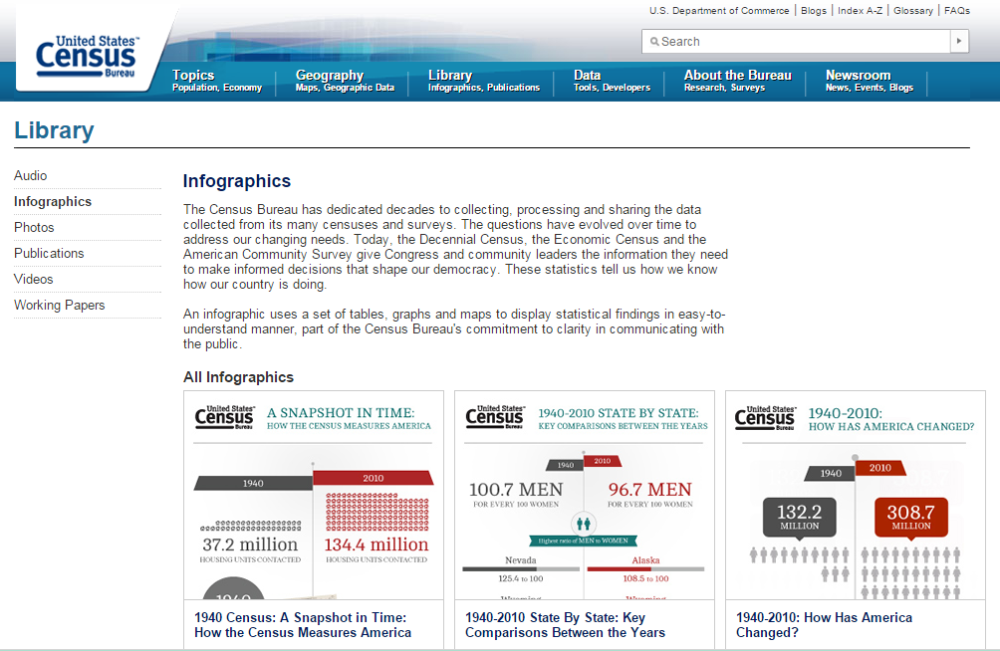 U.S. Department of Commerce | Blogs | Index A-Z | Glossary | FAQs
United States™
Census
Bureau
Search
Topics
Population, Economy
Geography
Maps, Geographic Data
Library
Infographics, Publications
Data
Tools, Developers
About the Bureau
Research, Surveys
Newsroom
News, Events, Blogs
Library
Audio
Infographics
Photos
Publications
Videos
Working Papers
Infographics
The Census Bureau has dedicated decades to collecting, processing and sharing the data
collected from its many censuses and surveys. The questions have evolved over time to
address our changing needs. Today, the Decennial Census, the Economic Census and the
American Community Survey give Congress and community leaders the information they need
to make informed decisions that shape our democracy. These statistics tell us how we know
how our country is doing.
An infographic uses a set of tables, graphs and maps to display statistical findings in easy-to-
understand manner, part of the Census Bureau's commitment to clarity in communicating with
the public.
All Infographics
United States™
Census
Bureau
A SNAPSHOT IN TIME:
HOW THE CENSUS MEASURES AMERICA
1940
2010
37.2 million
HOUSING UNITS CONTACTED
134.4 million
HOUSING UNITS CONTACTED
1940
1940 Census: A Snapshot in Time:
How the Census Measures America
United States™
Census
Bureau
1940-2010 STATE BY STATE:
KEY COMPARISONS BETWEEN THE YEARS
1940
2010
100.7 MEN
FOR EVERY 100 WOMEN
96.7 MEN
FOR EVERY 100 WOMEN
Highest ratio of MEN to WOMEN
Nevada
125.4 to 100
Alaska
108.5 to 100
Wyoming
Wyoming
1940-2010 State By State: Key
Comparisons Between the Years
United States™
Census
Bureau
1940-2010:
HOW HAS AMERICA CHANGED?
1940
2010
132.2
MILLION
308.7
MILLION
1940-2010: How Has America
Changed?